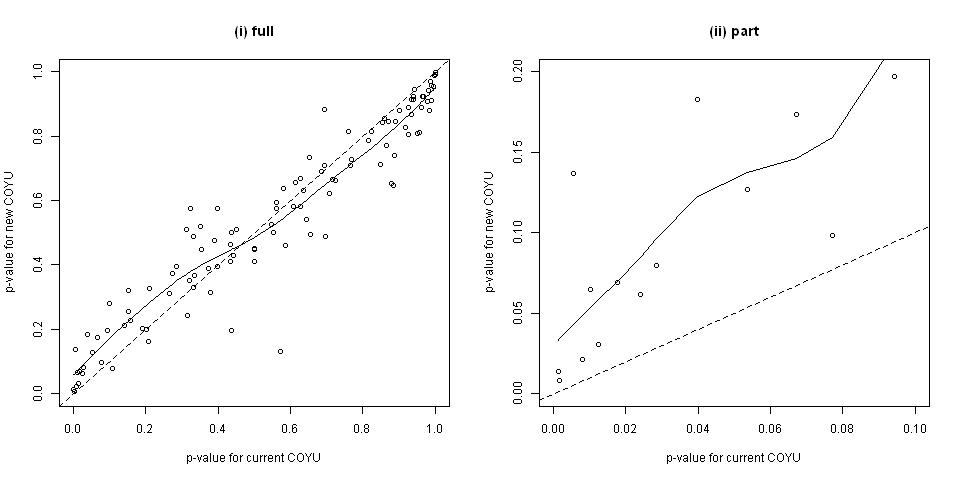 (i) full
p-value for new COYU
1.0
0.8
0.6
0.4
0.2
0.0
0.0 0.2 0.4 0.6 0.8 1.0
p-value for current COYU
(ii) part
p-value for new COYU
0.20
0.15
0.10
0.05
0.00
0.00 0.02 0.04 0.06 0.08 0.10
p-value for current COYU